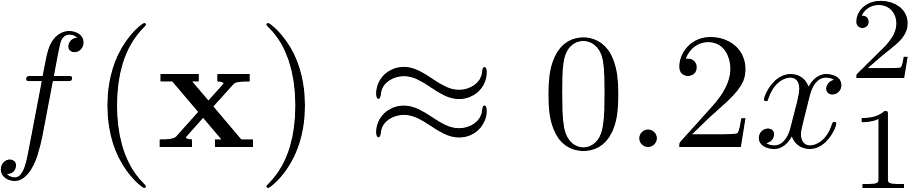 f(𝐱) ≈ 0.2x₁²